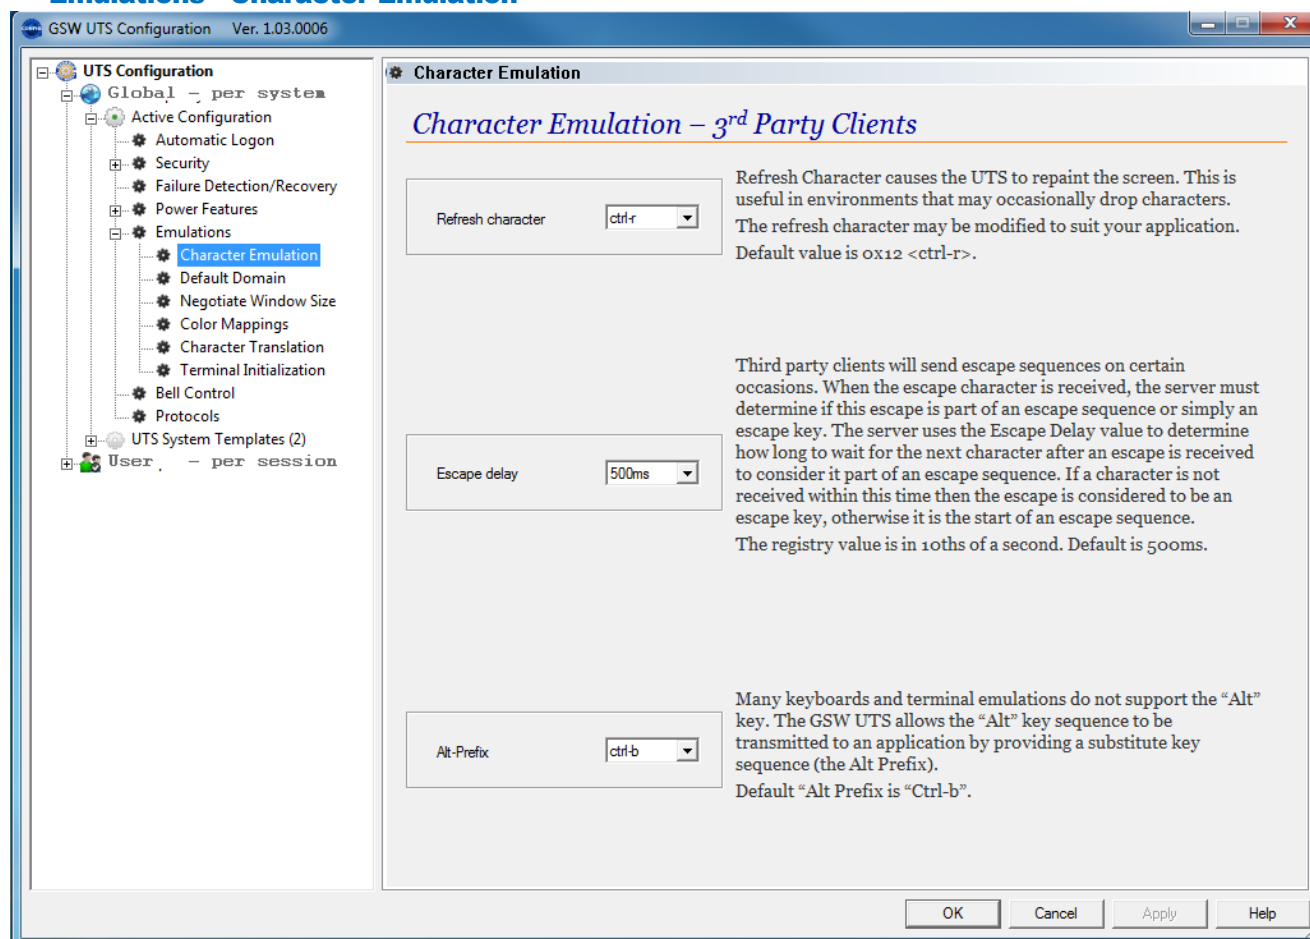 Emulations - Character Emulation
GSW UTS Configuration Ver. 1.03.0006
UTS Configuration
Global - per system
Active Configuration
Automatic Logon
Security
Failure Detection/Recovery
Power Features
Emulations
Character Emulation
Default Domain
Negotiate Window Size
Color Mappings
Character Translation
Terminal Initialization
Bell Control
Protocols
UTS System Templates (2)
User - per session
Character Emulation
Character Emulation – 3rd Party Clients
Refresh character
ctrl-r
Refresh Character causes the UTS to repaint the screen. This is
useful in environments that may occasionally drop characters.
The refresh character may be modified to suit your application.
Default value is 0x12 <ctrl-r>.
Escape delay
500ms
Third party clients will send escape sequences on certain
occasions. When the escape character is received, the server must
determine if this escape is part of an escape sequence or simply an
escape key. The server uses the Escape Delay value to determine
how long to wait for the next character after an escape is received
to consider it part of an escape sequence. If a character is not
received within this time then the escape is considered to be an
escape key, otherwise it is the start of an escape sequence.
The registry value is in 10ths of a second. Default is 500ms.
Alt-Prefix
ctrl-b
Many keyboards and terminal emulations do not support the “Alt”
key. The GSW UTS allows the “Alt” key sequence to be
transmitted to an application by providing a substitute key
sequence (the Alt Prefix).
Default “Alt Prefix is “Ctrl-b”.
OK
Cancel
Apply
Help